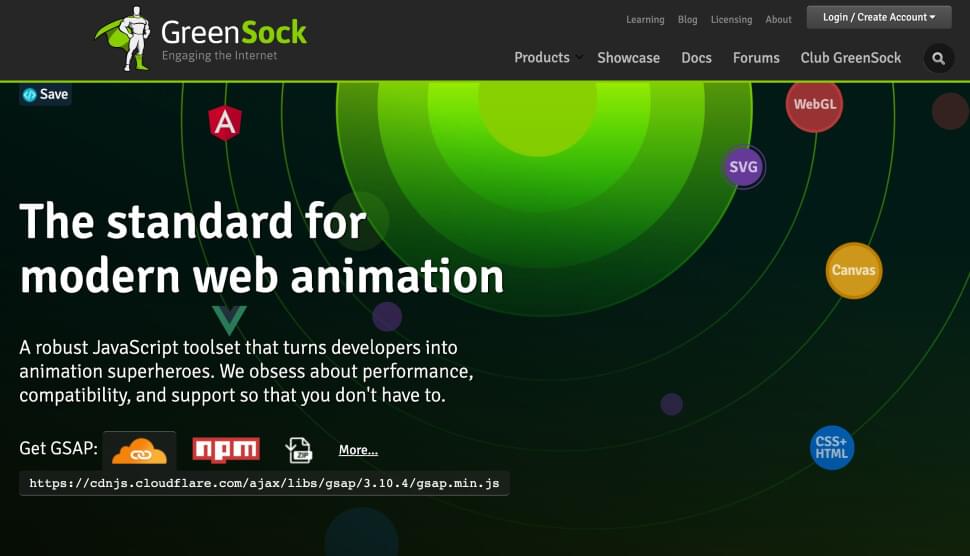 GreenSock
Engaging the Internet
Learning Blog Licensing About Login / Create Account
Products Showcase Docs Forums Club GreenSock
Save
WebGL
SVG
The standard for
modern web animation
Canvas
A robust JavaScript toolset that turns developers into
animation superheroes. We obsess about performance,
compatibility, and support so that you don't have to.
Get GSAP: npm ZIP More...
CSS+
HTML
https://cdnjs.cloudflare.com/ajax/libs/gsap/3.10.4/gsap.min.js